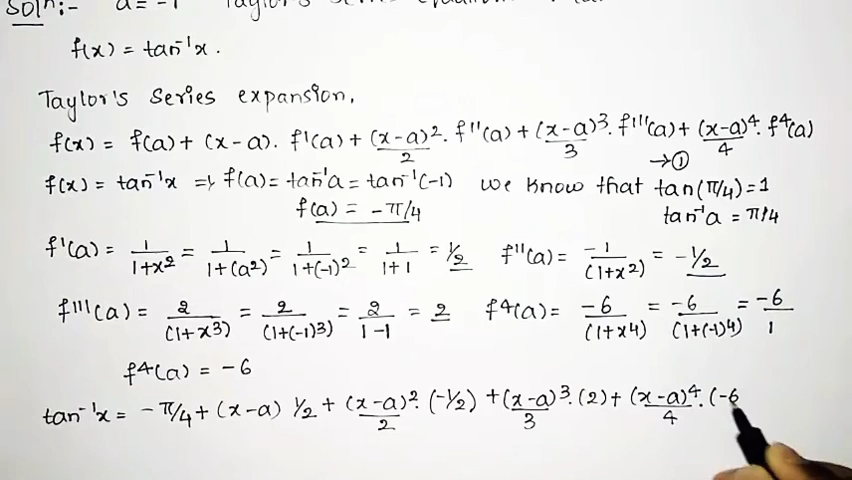 Soln:- a = -1 Taylor's Series
f(x) = tan⁻¹x.
Taylor's Series expansion,
f(x) = f(a) + (x-a). f'(a) + (x-a)²/2 . f''(a) + (x-a)³/3 . f'''(a) + (x-a)⁴/4 . f⁴(a)
→①
f(x) = tan⁻¹x ⇒ f(a) = tan⁻¹a = tan⁻¹(-1) we know that tan(π/4) = 1
f(a) = -π/4 tan⁻¹a = π/4
f'(a) = 1/1+x² = 1/1+(a²) = 1/1+(-1)² = 1/1+1 = 1/2 f''(a) = -1/(1+x²) = -1/2
f'''(a) = 2/(1+x³) = 2/(1+(-1)³) = 2/1-1 = 2 f⁴(a) = -6/(1+x⁴) = -6/(1+(-1)⁴) = -6/1
f⁴(a) = -6
tan⁻¹x = -π/4 + (x-a) 1/2 + (x-a)²/2 . (-1/2) + (x-a)³/3 . (2) + (x-a)⁴/4 . (-6